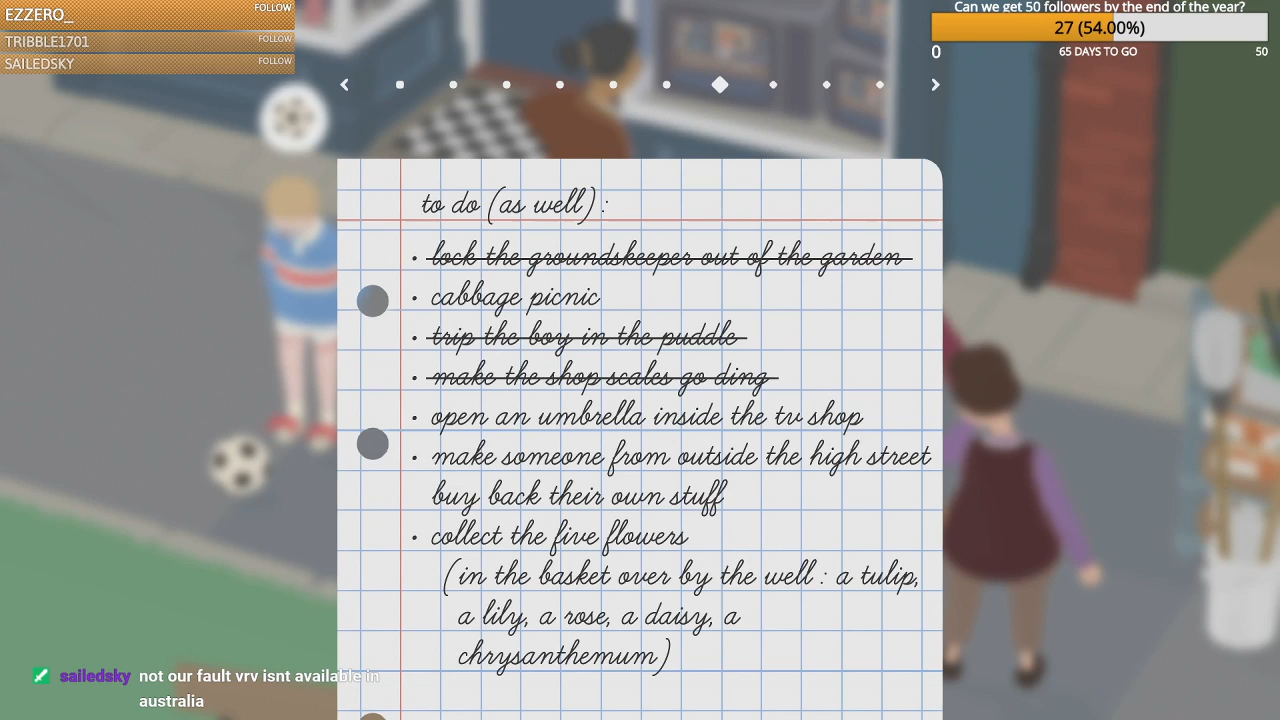 EZZERO_ FOLLOW
TRIBBLE1701 FOLLOW
SAILEDSKY FOLLOW
Can we get 50 followers by the end of the year?
27 (54.00%)
0 65 DAYS TO GO 50
to do (as well) :
• lock the groundskeeper out of the garden
• cabbage picnic
• trip the boy in the puddle
• make the shop scales go ding
• open an umbrella inside the tv shop
• make someone from outside the high street
buy back their own stuff
• collect the five flowers
(in the basket over by the well : a tulip,
a lily, a rose, a daisy, a
chrysanthemum)
sailedsky not our fault vrv isnt available in
australia